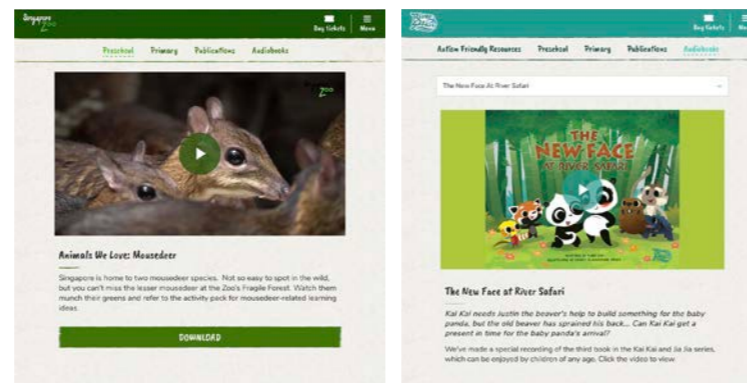 Singapore
Zoo
Buy tickets
Menu
Preschool Primary Publications Audiobooks
Zoo
Animals We Love: Mousedeer
Singapore is home to two mousedeer species. Not so easy to spot in the wild,
but you can't miss the lesser mousedeer at the Zoo's Fragile Forest. Watch them
munch their greens and refer to the activity-pack for mousedeer-related learning
ideas.
DOWNLOAD
Buy tickets
Autism Friendly Resources Preschool Primary Publications Audiobooks
The New Face At River Safari
THE
NEW FACE
AT RIVER SAFARI
The New Face at River Safari
Kai Kai needs Justin the beaver's help to build something for the baby
panda, but the old beaver has sprained his back... Can Kai Kai get a
present in time for the baby panda's arrival?
We've made a special recording of the third book in the Kai Kai and Jia Jia series,
which can be enjoyed by children of any age. Click the video to view